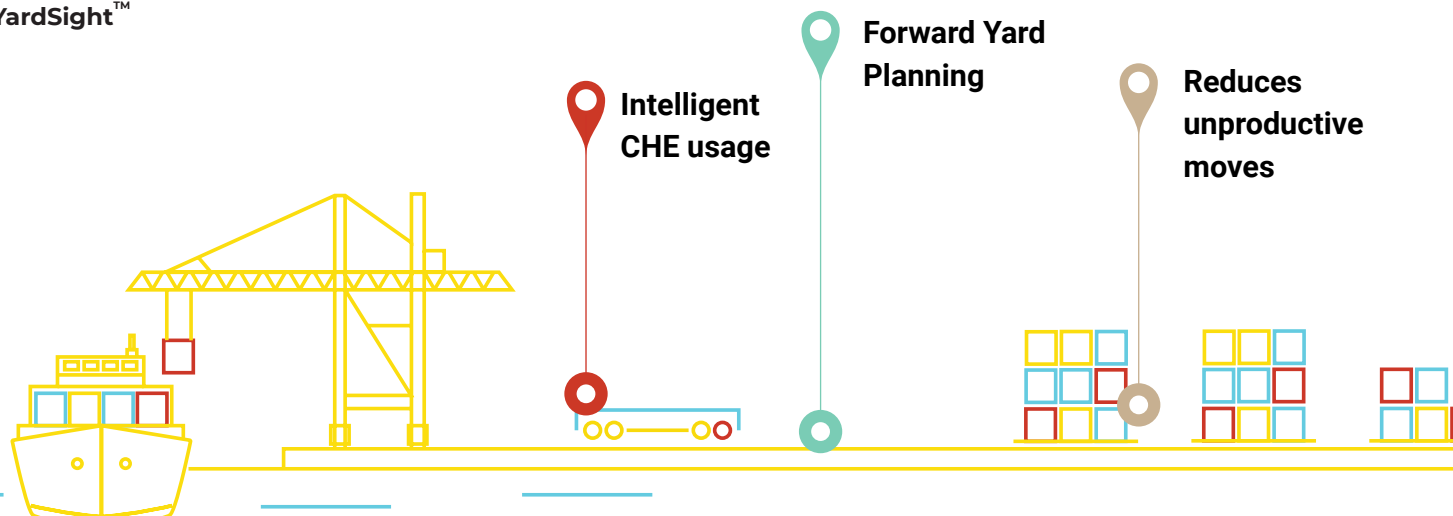 YardSight™
Intelligent
CHE usage
Forward Yard
Planning
Reduces
unproductive
moves